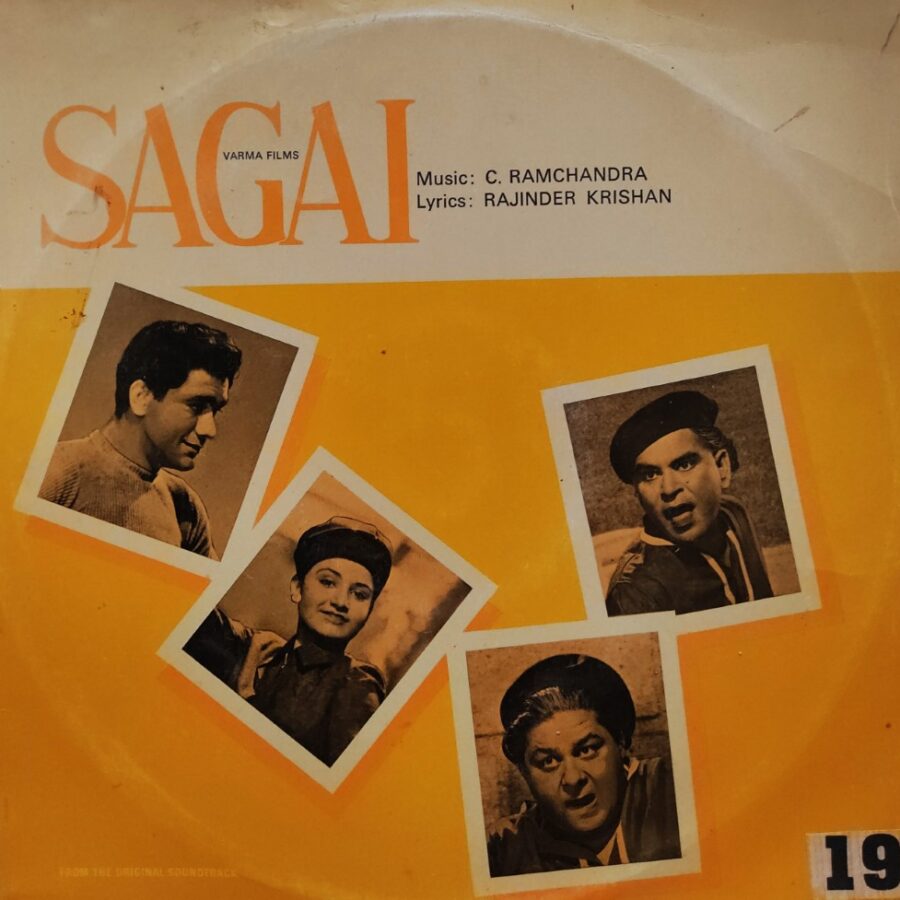 SAGAI
VARMA FILMS
Music: C. RAMCHANDRA
Lyrics: RAJINDER KRISHAN
FROM THE ORIGINAL SOUNDTRACK
19